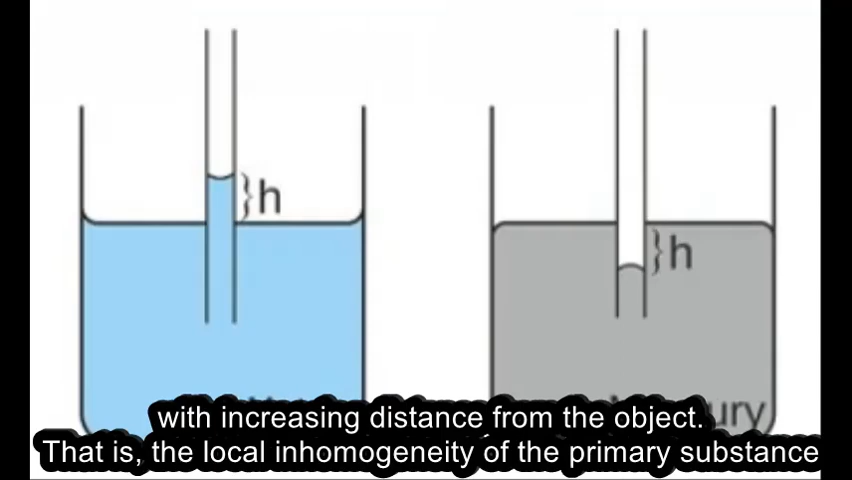 h
h
with increasing distance from the object.
That is, the local inhomogeneity of the primary substance